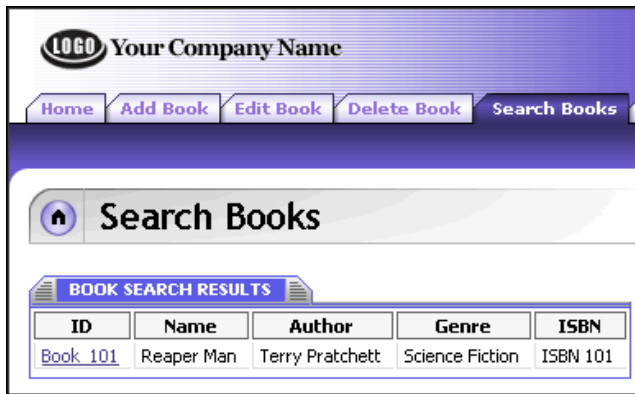 LOGO Your Company Name
Home Add Book Edit Book Delete Book Search Books
Search Books
BOOK SEARCH RESULTS
ID Name Author Genre ISBN
Book 101 Reaper Man Terry Pratchett Science Fiction ISBN 101